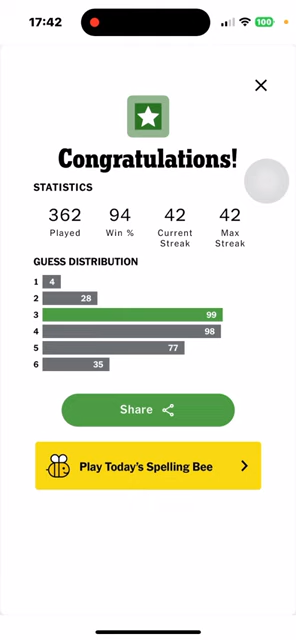 17:42
100
Congratulations!
STATISTICS
362 94 42 42
Played Win % Current Streak Max Streak
GUESS DISTRIBUTION
1 4
2 28
3 99
4 98
5 77
6 35
Share
Play Today's Spelling Bee